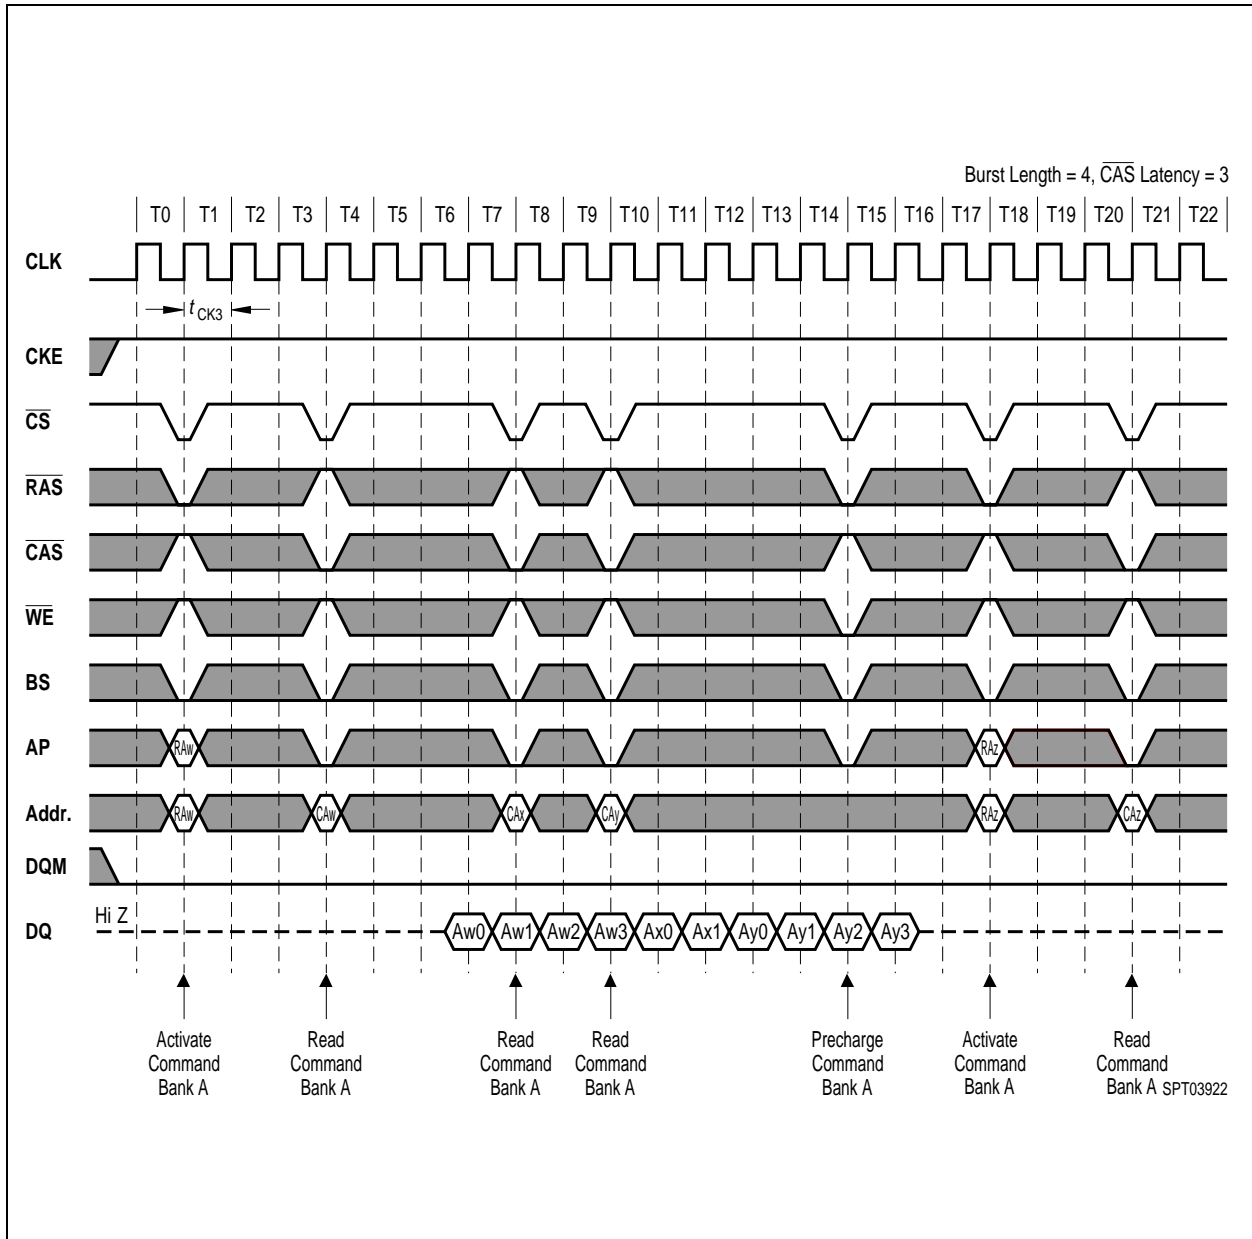 Burst Length = 4, CAS Latency = 3
T0 T1 T2 T3 T4 T5 T6 T7 T8 T9 T10 T11 T12 T13 T14 T15 T16 T17 T18 T19 T20 T21 T22
CLK
t CK3
CKE
CS
RAS
CAS
WE
BS
AP RAw RAz
Addr. RAw CAw CAx CAy RAz CAz
DQM
Hi Z
DQ Aw0 Aw1 Aw2 Aw3 Ax0 Ax1 Ay0 Ay1 Ay2 Ay3
Activate Read Read Read Precharge Activate Read
Command Command Command Command Command Command Command
Bank A Bank A Bank A Bank A Bank A Bank A Bank A SPT03922